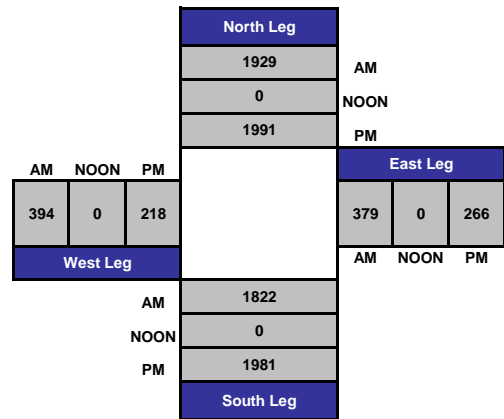 North Leg
1929
AM
0
NOON
1991
PM
AM NOON PM
East Leg
394 0 218
379 0 266
West Leg
AM NOON PM
AM
1822
NOON
0
PM
1981
South Leg